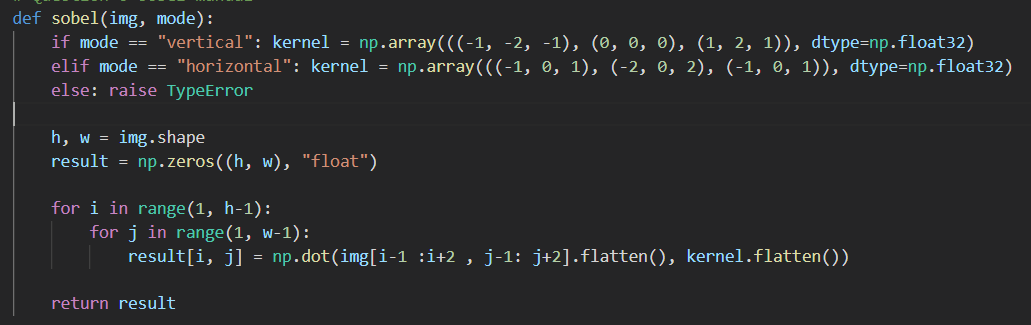 def sobel(img, mode):
    if mode == "vertical": kernel = np.array(((-1, -2, -1), (0, 0, 0), (1, 2, 1)), dtype=np.float32)
    elif mode == "horizontal": kernel = np.array(((-1, 0, 1), (-2, 0, 2), (-1, 0, 1)), dtype=np.float32)
    else: raise TypeError
    h, w = img.shape
    result = np.zeros((h, w), "float")
    for i in range(1, h-1):
        for j in range(1, w-1):
            result[i, j] = np.dot(img[i-1 :i+2 , j-1: j+2].flatten(), kernel.flatten())
    return result